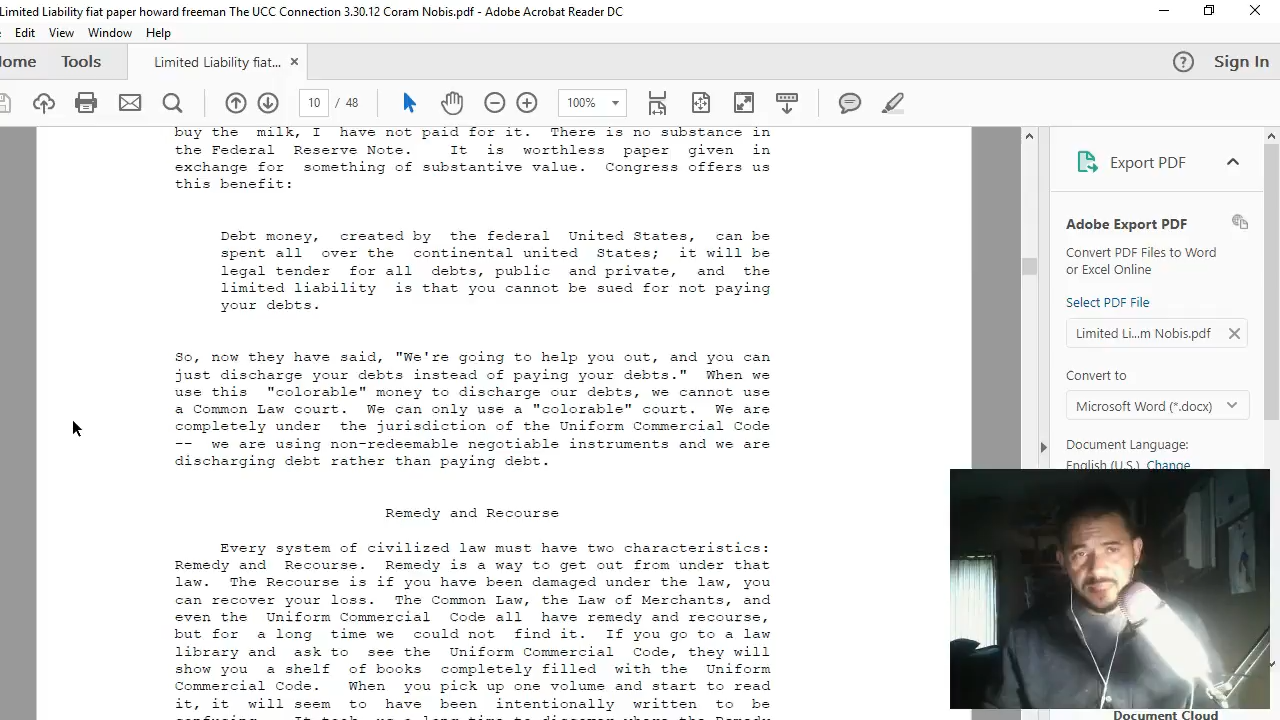 Limited Liability fiat paper howard freeman The UCC Connection 3.30.12 Coram Nobis.pdf - Adobe Acrobat Reader DC
Edit View Window Help
Home Tools Limited Liability fiat... × Sign In
10 / 48 100%
buy the milk, I have not paid for it. There is no substance in
the Federal Reserve Note. It is worthless paper given in
exchange for something of substantive value. Congress offers us
this benefit:
Debt money, created by the federal United States, can be
spent all over the continental united States; it will be
legal tender for all debts, public and private, and the
limited liability is that you cannot be sued for not paying
your debts.
So, now they have said, "We're going to help you out, and you can
just discharge your debts instead of paying your debts." When we
use this "colorable" money to discharge our debts, we cannot use
a Common Law court. We can only use a "colorable" court. We are
completely under the jurisdiction of the Uniform Commercial Code
-- we are using non-redeemable negotiable instruments and we are
discharging debt rather than paying debt.
Remedy and Recourse
Every system of civilized law must have two characteristics:
Remedy and Recourse. Remedy is a way to get out from under that
law. The Recourse is if you have been damaged under the law, you
can recover your loss. The Common Law, the Law of Merchants, and
even the Uniform Commercial Code all have remedy and recourse,
but for a long time we could not find it. If you go to a law
library and ask to see the Uniform Commercial Code, they will
show you a shelf of books completely filled with the Uniform
Commercial Code. When you pick up one volume and start to read
it, it will seem to have been intentionally written to be
Export PDF
Adobe Export PDF
Convert PDF Files to Word
or Excel Online
Select PDF File
Limited Li...m Nobis.pdf
Convert to
Microsoft Word (*.docx)
Document Language:
English (U.S.) Change
Document Cloud